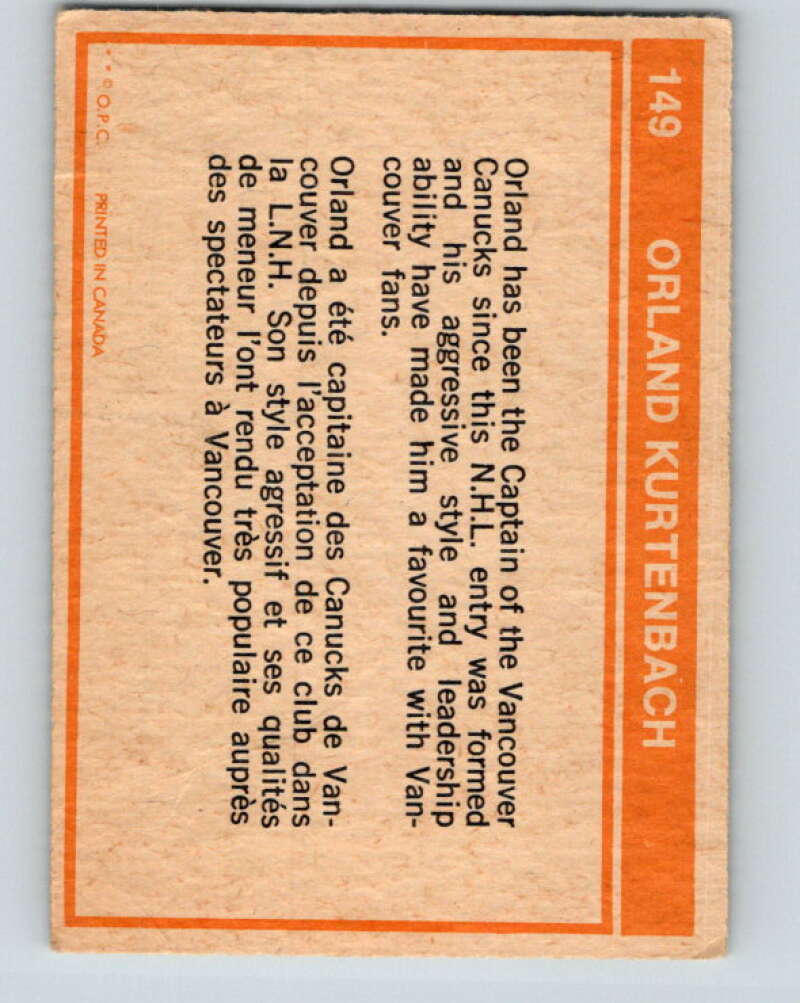 149 ORLAND KURTENBACH
Orland has been the Captain of the Vancouver
Canucks since this N.H.L. entry was formed
and his aggressive style and leadership
ability have made him a favourite with Van-
couver fans.
Orland a été capitaine des Canucks de Van-
couver depuis l'acceptation de ce club dans
la L.N.H. Son style agressif et ses qualités
de meneur l'ont rendu très populaire auprès
des spectateurs à Vancouver.
* * © O.P.C. PRINTED IN CANADA